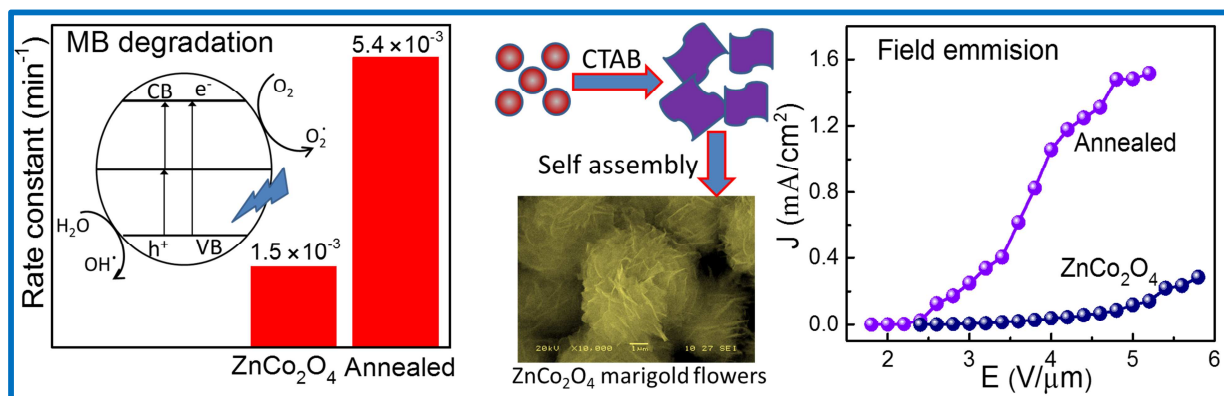 MB degradation
Rate constant (min⁻¹)
5.4 ×10⁻³
1.5 ×10⁻³
CB e⁻
O₂
O₂˙
H₂O
OH˙
h⁺ VB
ZnCo₂O₄ Annealed
CTAB
Self assembly
20kV ×10,000 1μm 10 27 SEI
ZnCo₂O₄ marigold flowers
Field emmision
J (mA/cm²)
1.6
1.2
0.8
0.4
0.0
Annealed
ZnCo₂O₄
2 3 4 5 6
E (V/μm)